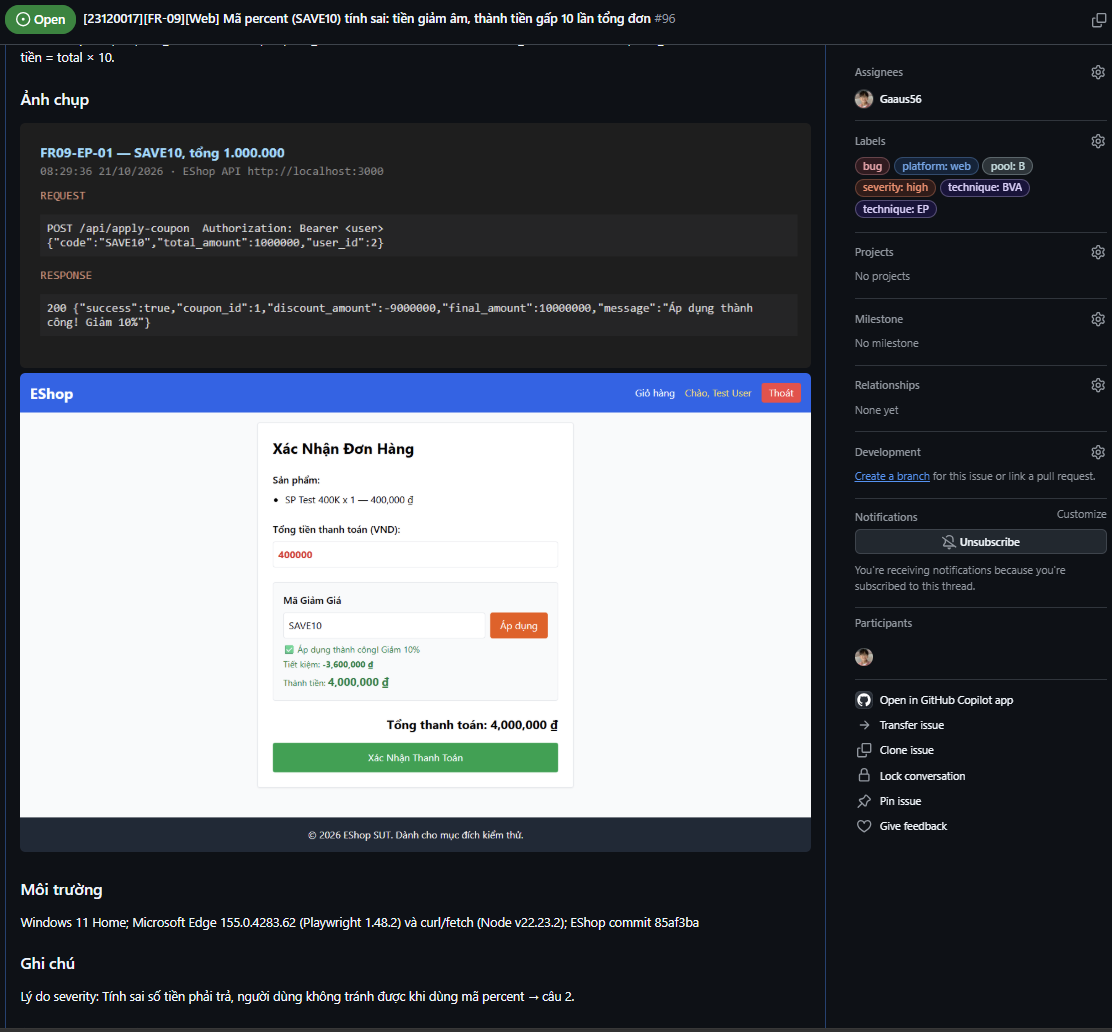 Open
[23120017][FR-09][Web] Mã percent (SAVE10) tính sai: tiền giảm âm, thành tiền gấp 10 lần tổng đơn #96
tiền = total × 10.
Ảnh chụp
FR09-EP-01 — SAVE10, tổng 1.000.000
08:29:36 21/10/2026 · EShop API http://localhost:3000
REQUEST
POST /api/apply-coupon Authorization: Bearer <user>
{"code":"SAVE10","total_amount":1000000,"user_id":2}
RESPONSE
200 {"success":true,"coupon_id":1,"discount_amount":-9000000,"final_amount":10000000,"message":"Áp dụng thành
công! Giảm 10%"}
EShop
Giỏ hàng
Chào, Test User
Thoát
Xác Nhận Đơn Hàng
Sản phẩm:
• SP Test 400K x 1 — 400,000 ₫
Tổng tiền thanh toán (VND):
400000
Mã Giảm Giá
SAVE10
Áp dụng
✅ Áp dụng thành công! Giảm 10%
Tiết kiệm: -3,600,000 ₫
Thành tiền: 4,000,000 ₫
Tổng thanh toán: 4,000,000 ₫
Xác Nhận Thanh Toán
© 2026 EShop SUT. Dành cho mục đích kiểm thử.
Môi trường
Windows 11 Home; Microsoft Edge 155.0.4283.62 (Playwright 1.48.2) và curl/fetch (Node v22.23.2); EShop commit 85af3ba
Ghi chú
Lý do severity: Tính sai số tiền phải trả, người dùng không tránh được khi dùng mã percent → câu 2.
Assignees
Gaaus56
Labels
bug
platform: web
pool: B
severity: high
technique: BVA
technique: EP
Projects
No projects
Milestone
No milestone
Relationships
None yet
Development
Create a branch for this issue or link a pull request.
Notifications
Customize
Unsubscribe
You're receiving notifications because you're
subscribed to this thread.
Participants
Open in GitHub Copilot app
Transfer issue
Clone issue
Lock conversation
Pin issue
Give feedback